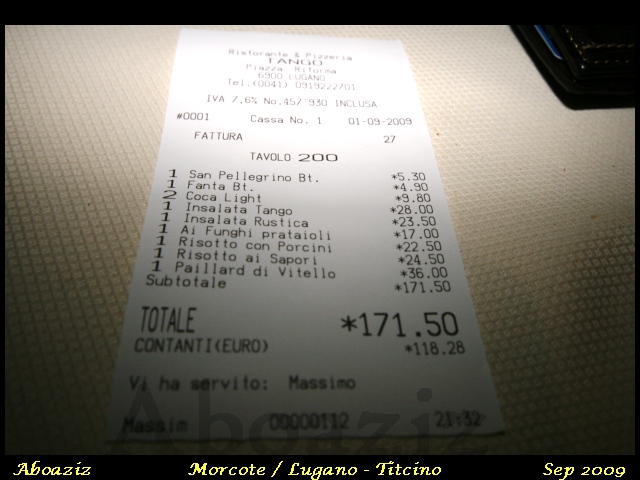 Ristorante & Pizzeria
TANGO
Piazza Riforma
6900 LUGANO
Tel.(0041) 0919222701
IVA 7,6% No.457'930 INCLUSA
#0001 Cassa No. 1 01-09-2009
FATTURA 27
TAVOLO 200
1 San Pellegrino Bt. *5.30
1 Fanta Bt. *4.90
2 Coca Light *9.80
1 Insalata Tango *28.00
1 Insalata Rustica *23.50
1 Ai Funghi prataioli *17.00
1 Risotto con Porcini *22.50
1 Risotto ai Sapori *24.50
1 Paillard di Vitello *36.00
Subtotale *171.50
TOTALE *171.50
CONTANTI(EURO) *118.28
Vi ha servito: Massimo
Massim 00000112 21:32
Aboaziz
Aboaziz Morcote / Lugano - Titcino Sep 2009